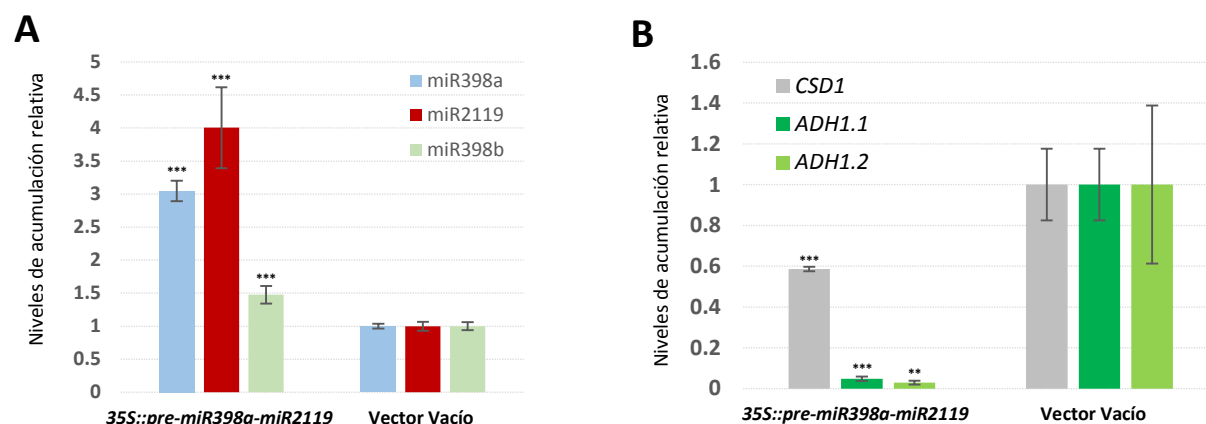 A
Niveles de acumulación relativa
5
4.5
4
3.5
3
2.5
2
1.5
1
0.5
0
***
***
***
miR398a
miR2119
miR398b
35S::pre-miR398a-miR2119
Vector Vacío
B
Niveles de acumulación relativa
1.6
1.4
1.2
1
0.8
0.6
0.4
0.2
0
CSD1
ADH1.1
ADH1.2
***
***
**
35S::pre-miR398a-miR2119
Vector Vacío